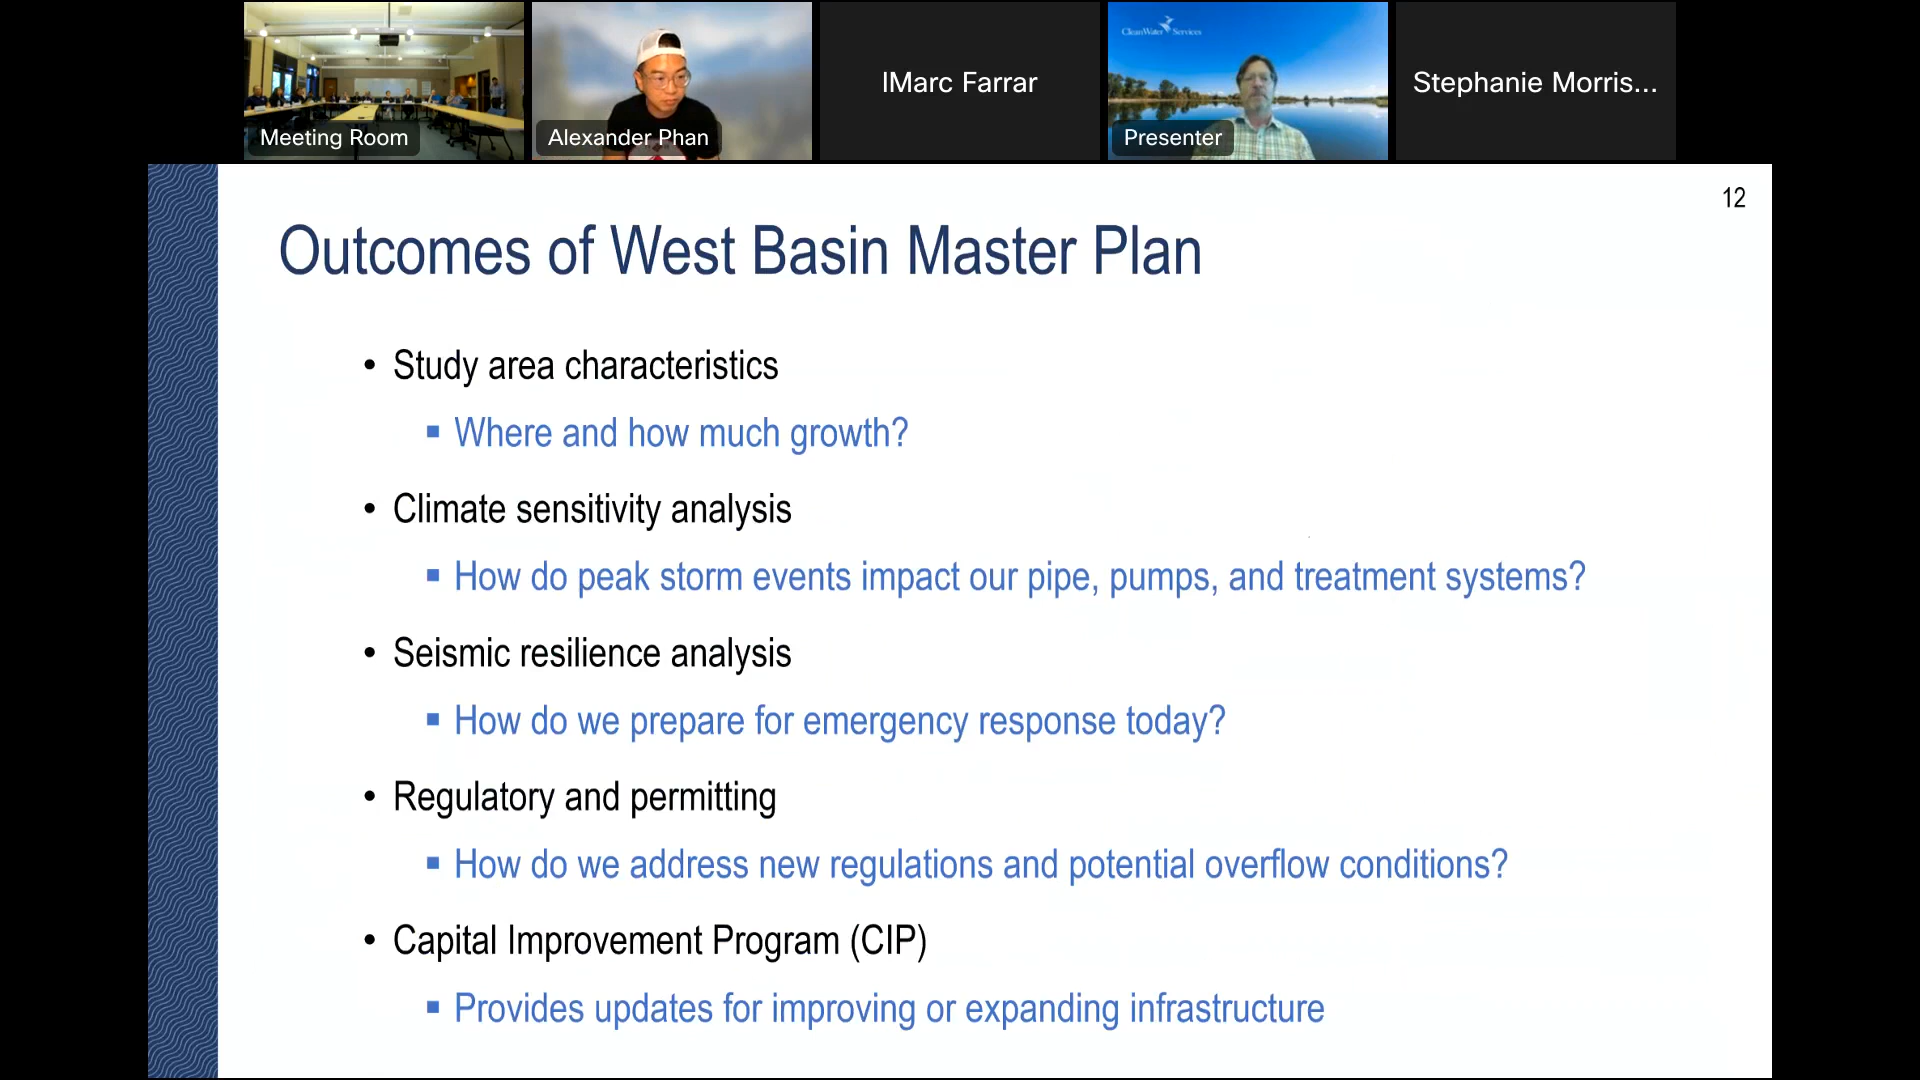 CleanWater Services
Meeting Room
Alexander Phan
IMarc Farrar
Presenter
Stephanie Morris...
12
Outcomes of West Basin Master Plan
• Study area characteristics
▪ Where and how much growth?
• Climate sensitivity analysis
▪ How do peak storm events impact our pipe, pumps, and treatment systems?
• Seismic resilience analysis
▪ How do we prepare for emergency response today?
• Regulatory and permitting
▪ How do we address new regulations and potential overflow conditions?
• Capital Improvement Program (CIP)
▪ Provides updates for improving or expanding infrastructure